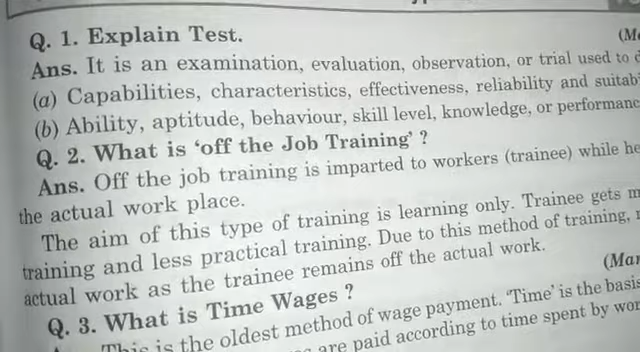 Q. 1. Explain Test.
Ans. It is an examination, evaluation, observation, or trial used to
(a) Capabilities, characteristics, effectiveness, reliability and
(b) Ability, aptitude, behaviour, skill level, knowledge, or
Q. 2. What is ‘off the Job Training’ ?
Ans. Off the job training is imparted to workers (trainee) while he
the actual work place.
The aim of this type of training is learning only. Trainee gets
training and less practical training. Due to this method of training,
actual work as the trainee remains off the actual work.
Q. 3. What is Time Wages ?
This is the oldest method of wage payment. ‘Time’ is the basis
are paid according to time spent by